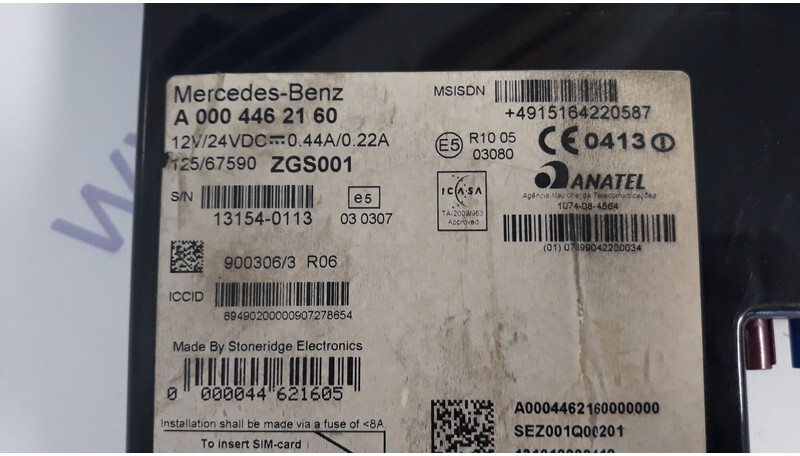 Mercedes-Benz
A 000 446 21 60
12V/24VDC⎓0.44A/0.22A
125/67590 ZGS001
S/N
13154-0113
e5
03 0307
900306/3 R06
ICCID
89490200000907278654
Made By Stoneridge Electronics
0 000044 621605
Installation shall be made via a fuse of <8A.
To insert SIM-card
MSISDN
+4915164220587
E5
R10 05
03080
CE 0413
ICASA
TA-2009/963
Approved
ANATEL
Agência Nacional de Telecomunicações
1074-08-4564
(01) 07899042200034
A0004462160000000
SEZ001Q00201